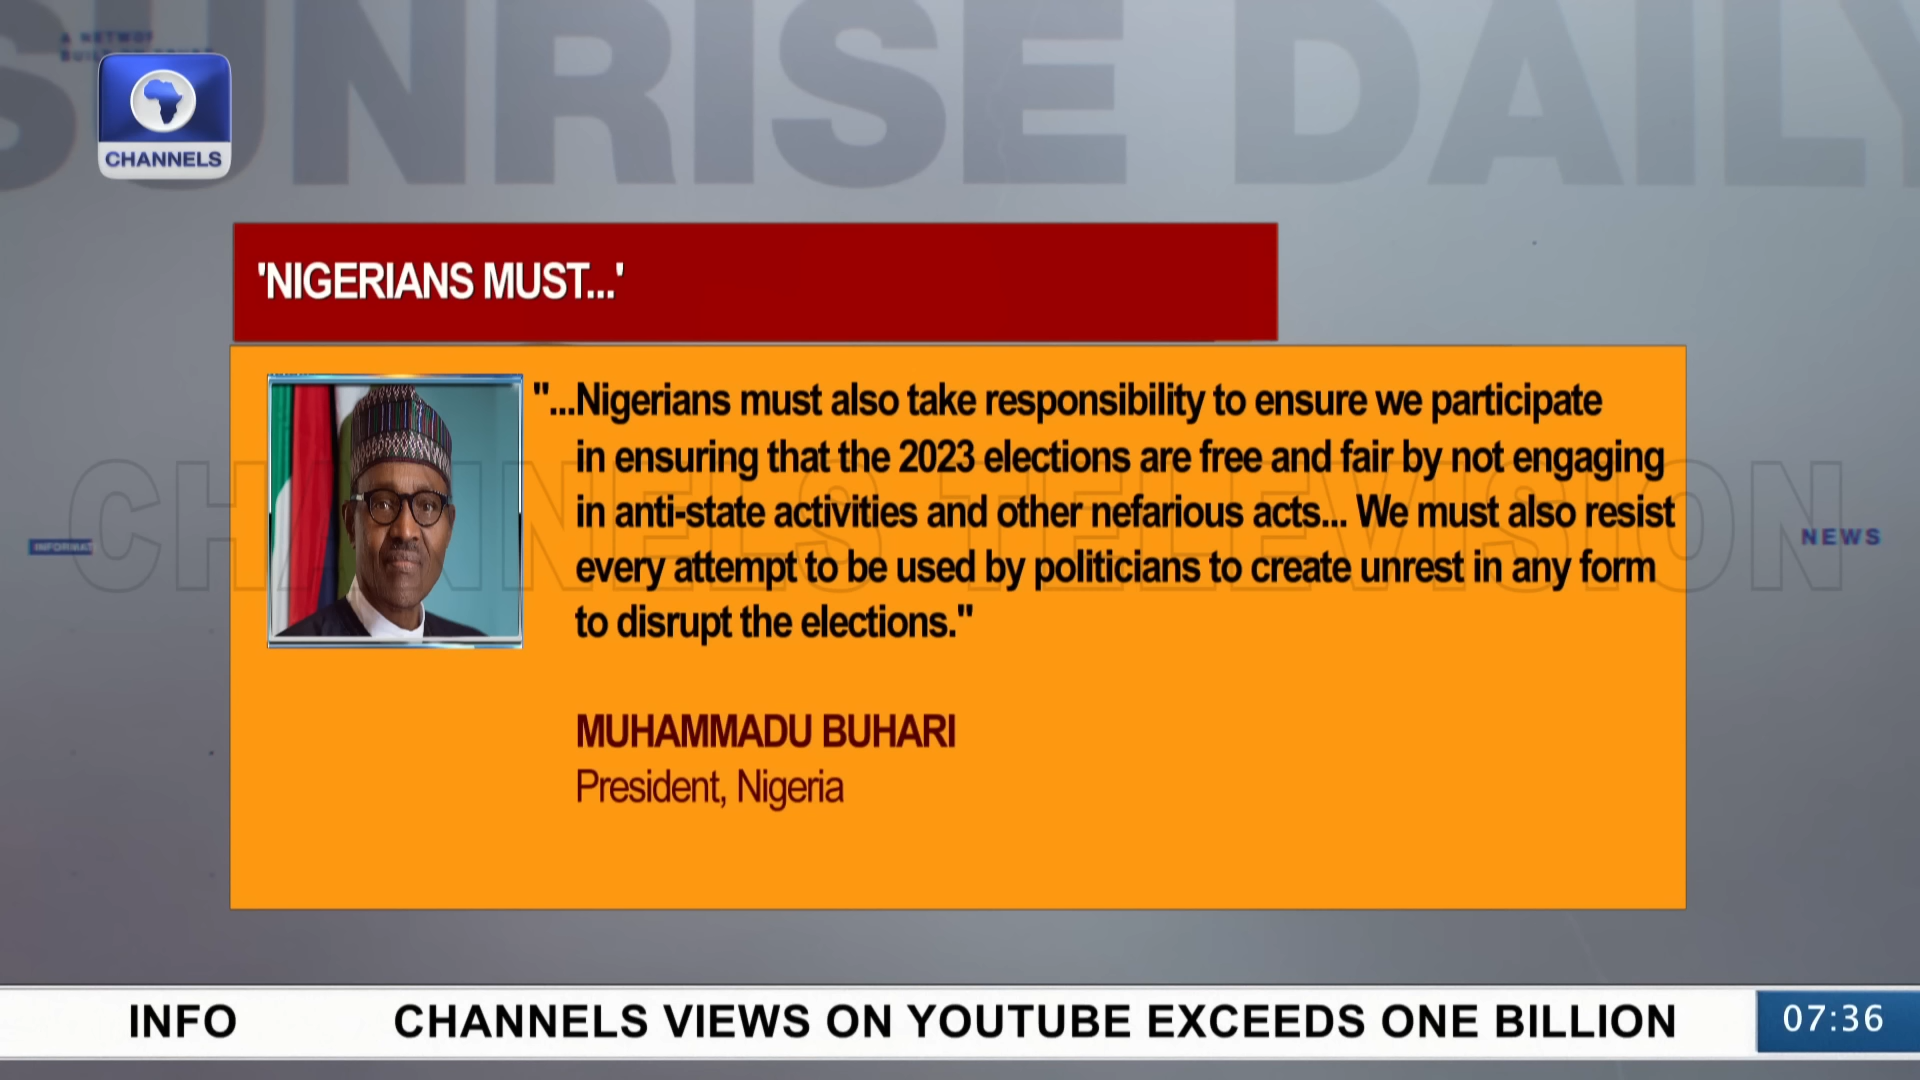 SUNRISE DAILY
CHANNELS
'NIGERIANS MUST...'
"...Nigerians must also take responsibility to ensure we participate
in ensuring that the 2023 elections are free and fair by not engaging
in anti-state activities and other nefarious acts... We must also resist
every attempt to be used by politicians to create unrest in any form
to disrupt the elections."
CHANNELS TELEVISION
NEWS
MUHAMMADU BUHARI
President, Nigeria
INFO CHANNELS VIEWS ON YOUTUBE EXCEEDS ONE BILLION 07:36